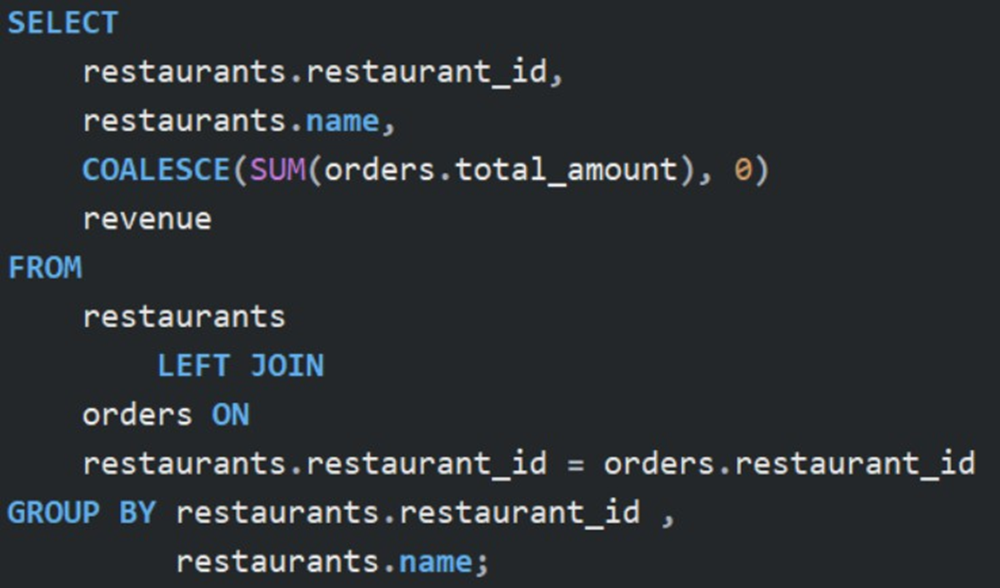 SELECT
restaurants.restaurant_id,
restaurants.name,
COALESCE(SUM(orders.total_amount), 0)
revenue
FROM
restaurants
LEFT JOIN
orders ON
restaurants.restaurant_id = orders.restaurant_id
GROUP BY restaurants.restaurant_id ,
restaurants.name;